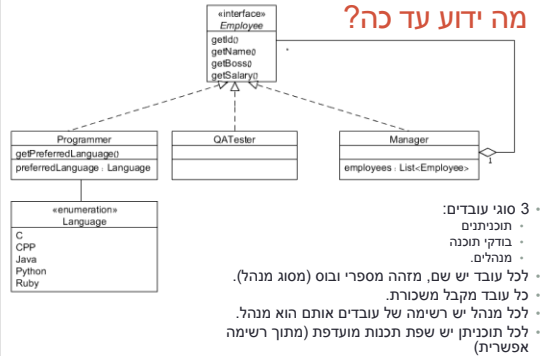 מה ידוע עד כה?
«interface»
Employee
getId()
getName()
getBoss()
getSalary()
Programmer
getPreferredLanguage()
preferredLanguage : Language
QATester
Manager
employees : List<Employee>
1
«enumeration»
Language
C
CPP
Java
Python
Ruby
• 3 סוגי עובדים:
• תוכניתנים
• בודקי תוכנה
• מנהלים.
• לכל עובד יש שם, מזהה מספרי ובוס (מסוג מנהל).
• כל עובד מקבל משכורת.
• לכל מנהל יש רשימה של עובדים אותם הוא מנהל.
• לכל תוכניתן יש שפת תכנות מועדפת (מתוך רשימה
אפשרית)